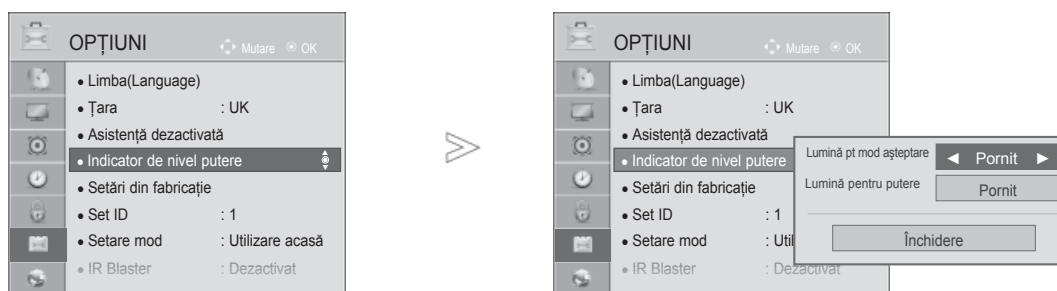 OPȚIUNI Mutare OK
• Limba(Language)
• Țara : UK
• Asistență dezactivată
• Indicator de nivel putere
• Setări din fabricație
• Set ID : 1
• Setare mod : Utilizare acasă
• IR Blaster : Dezactivat
OPȚIUNI Mutare OK
• Limba(Language)
• Țara : UK
• Asistență dezactivată
• Indicator de nivel putere
• Setări din fabricație
• Set ID : 1
• Setare mod : Util
• IR Blaster : Dezactivat
Lumină pt mod așteptare ◄ Pornit ►
Lumină pentru putere Pornit
Închidere